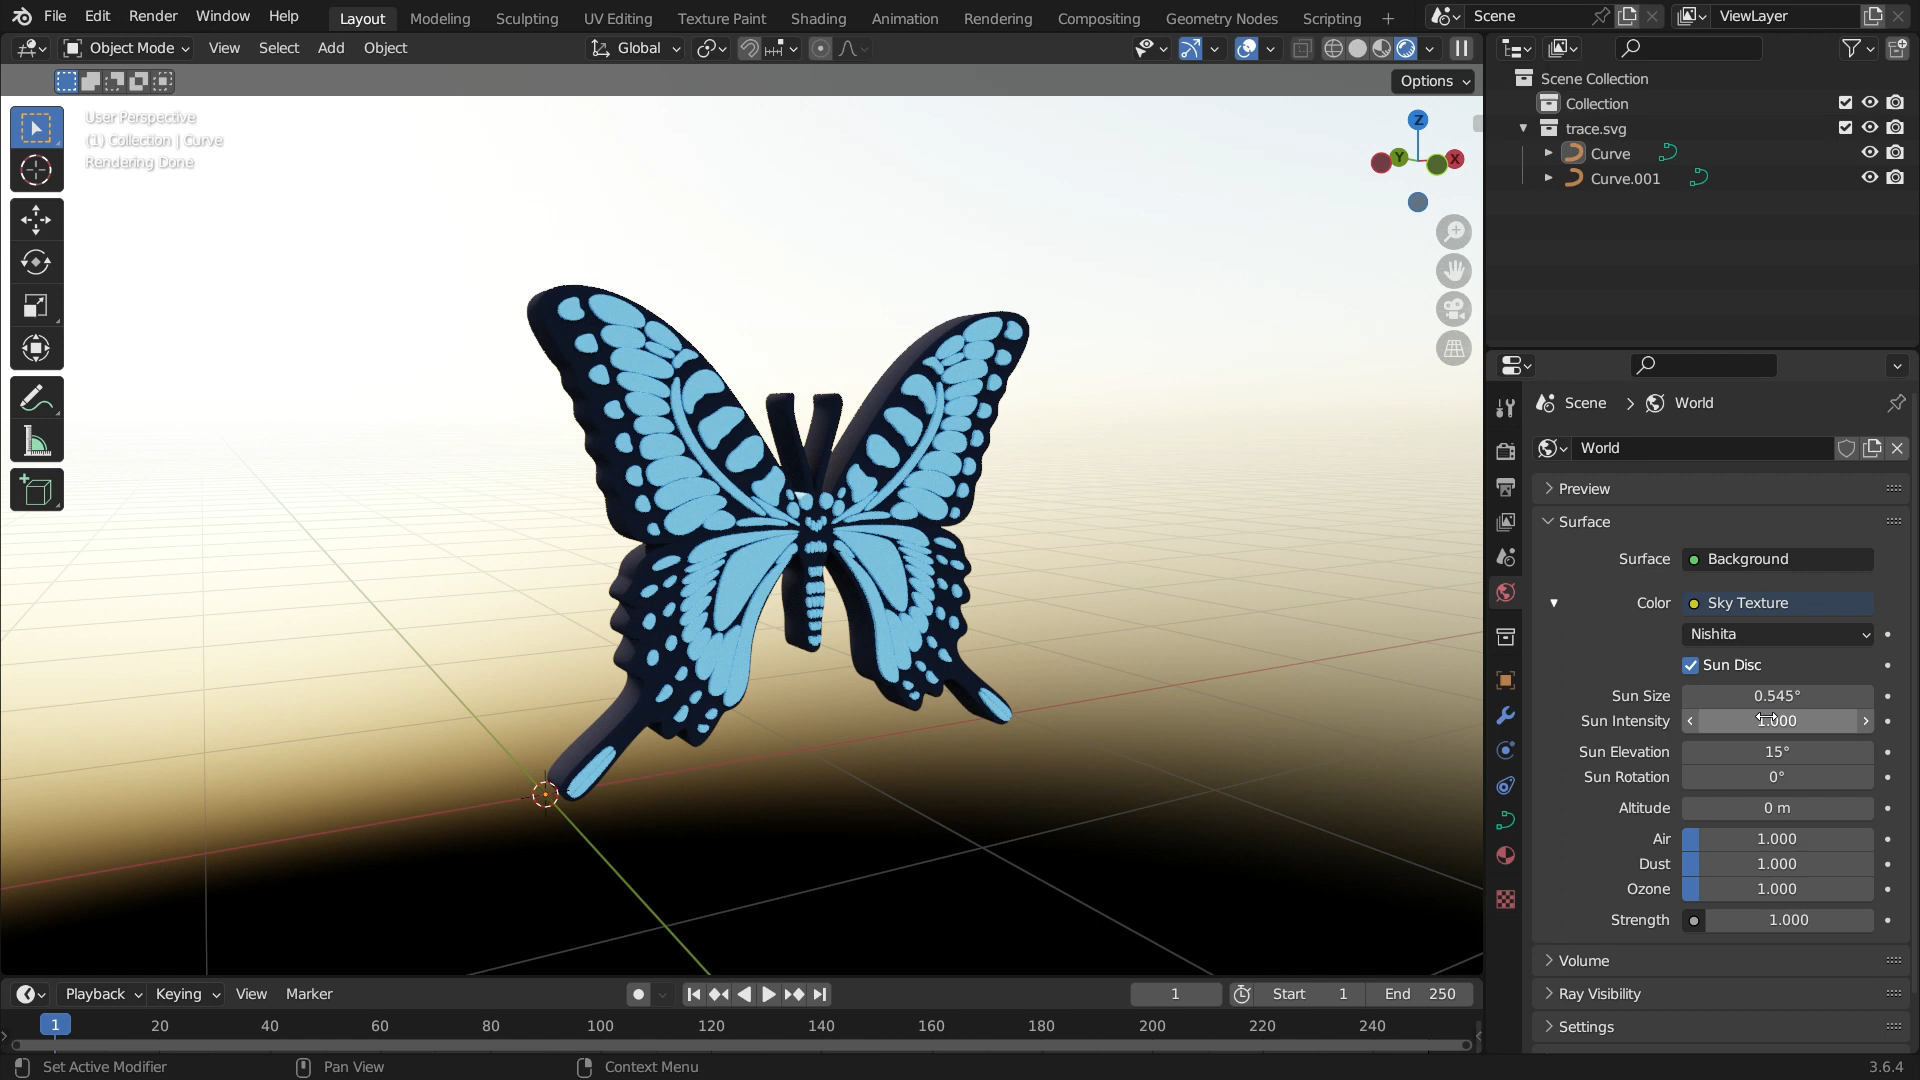 File Edit Render Window Help Layout Modeling Sculpting UV Editing Texture Paint Shading Animation Rendering Compositing Geometry Nodes Scripting + Scene ViewLayer
Object Mode View Select Add Object Global
Options
User Perspective
(1) Collection | Curve
Rendering Done
Z
Y X
Scene Collection
Collection
trace.svg
Curve
Curve.001
Scene > World
World
Preview
Surface
Surface Background
Color Sky Texture
Nishita
Sun Disc
Sun Size 0.545°
Sun Intensity 1.000
Sun Elevation 15°
Sun Rotation 0°
Altitude 0 m
Air 1.000
Dust 1.000
Ozone 1.000
Strength 1.000
Volume
Ray Visibility
Settings
Playback Keying View Marker 1 Start 1 End 250
1 20 40 60 80 100 120 140 160 180 200 220 240
Set Active Modifier Pan View Context Menu 3.6.4